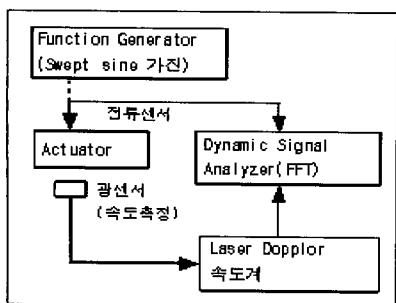 Function Generator
(Swept sine 가진)
전류센서
Actuator
Dynamic Signal
Analyzer(FFT)
광센서
(속도측정)
Laser Dopplor
속도계